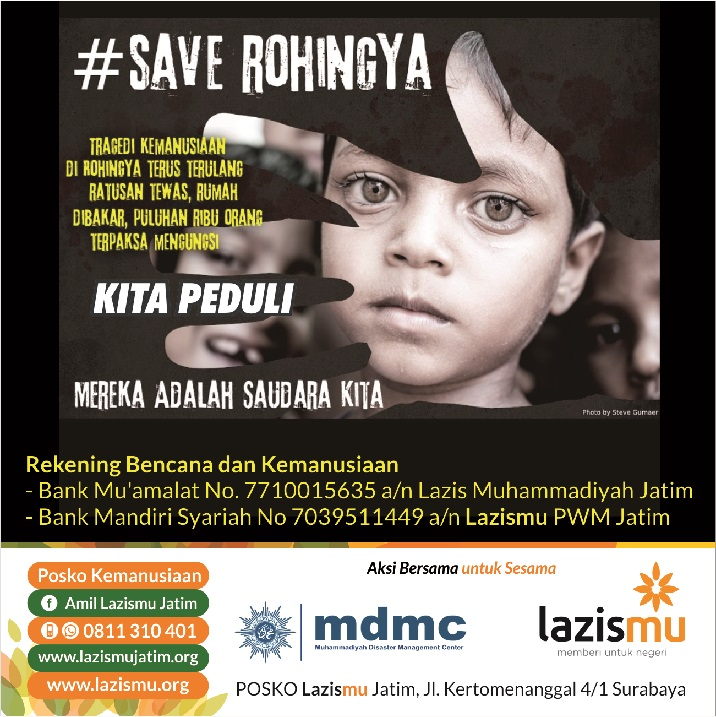 #SAVE ROHINGYA
TRAGEDI KEMANUSIAAN
DI ROHINGYA TERUS TERULANG
RATUSAN TEWAS, RUMAH
DIBAKAR, PULUHAN RIBU ORANG
TERPAKSA MENGUNGSI
KITA PEDULI
MEREKA ADALAH SAUDARA KITA
Photo by Steve Gumaer
Rekening Bencana dan Kemanusiaan
- Bank Mu'amalat No. 7710015635 a/n Lazis Muhammadiyah Jatim
- Bank Mandiri Syariah No 7039511449 a/n Lazismu PWM Jatim
Posko Kemanusiaan
Amil Lazismu Jatim
0811 310 401
www.lazismujatim.org
www.lazismu.org
Aksi Bersama untuk Sesama
mdmc
Muhammadiyah Disaster Management Center
lazismu
memberi untuk negeri
POSKO Lazismu Jatim, Jl. Kertomenanggal 4/1 Surabaya